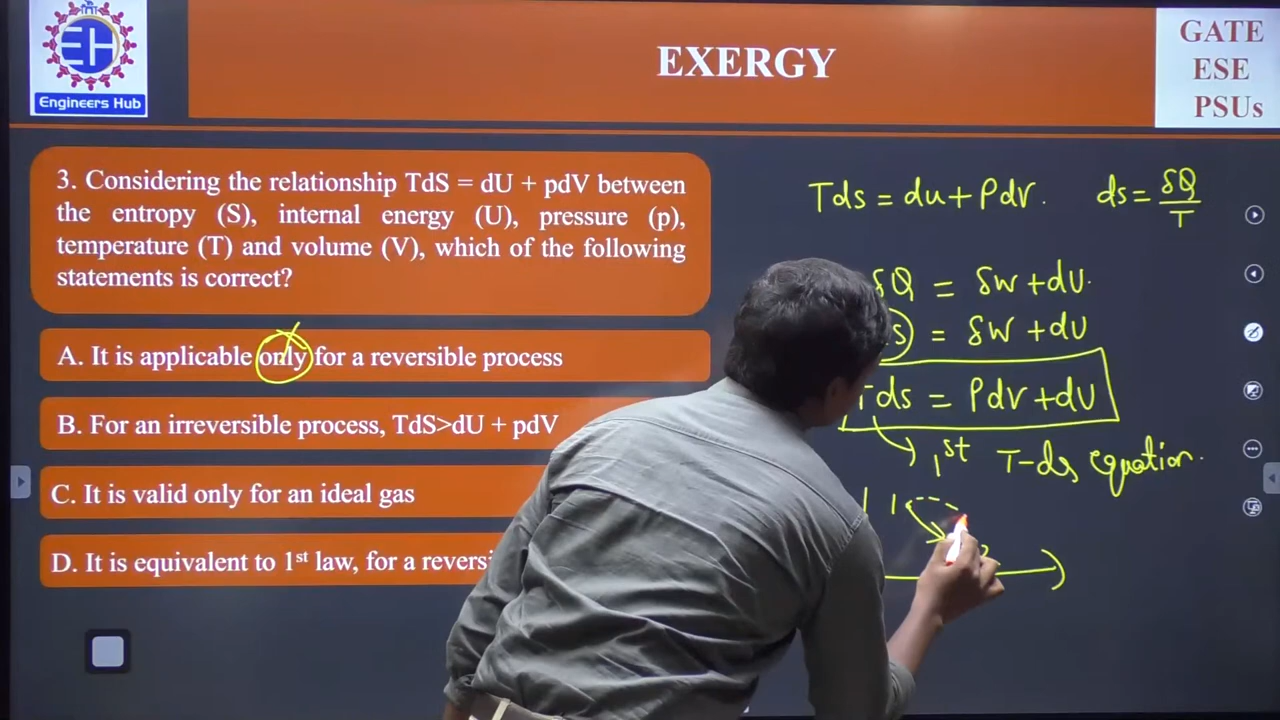 EH
Engineers Hub
EXERGY
GATE
ESE
PSUs
3. Considering the relationship TdS = dU + pdV between
the entropy (S), internal energy (U), pressure (p),
temperature (T) and volume (V), which of the following
statements is correct?
A. It is applicable only for a reversible process
B. For an irreversible process, TdS>dU + pdV
C. It is valid only for an ideal gas
D. It is equivalent to 1st law, for a
Tds = du + Pdv. ds = δQ/T
δQ = δW + dU.
= δW + dU
Tds = Pdv + dU
1st T-ds equation.
1
2